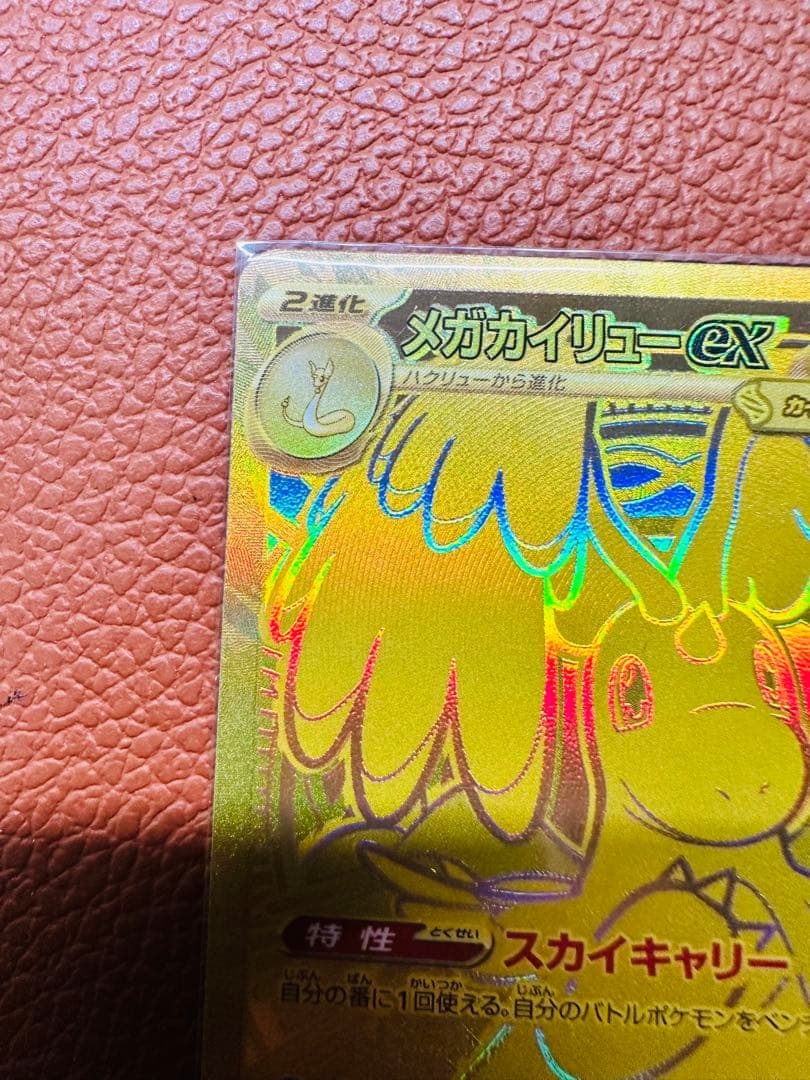 2進化
メガカイリューex
ハクリューから進化
特性 とくせい
スカイキャリー
じぶん ばん かいつか じぶん
自分の番に1回使える。自分のバトルポケモンをベンチ